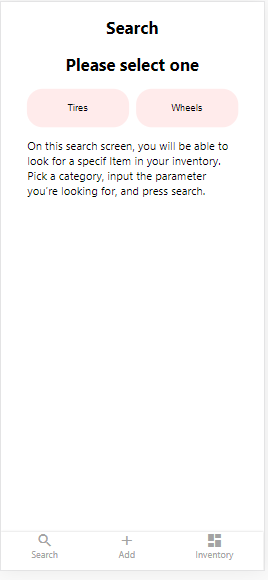 Search
Please select one
Tires Wheels
On this search screen, you will be able to
look for a specif Item in your inventory.
Pick a category, input the parameter
you're looking for, and press search.
Search Add Inventory